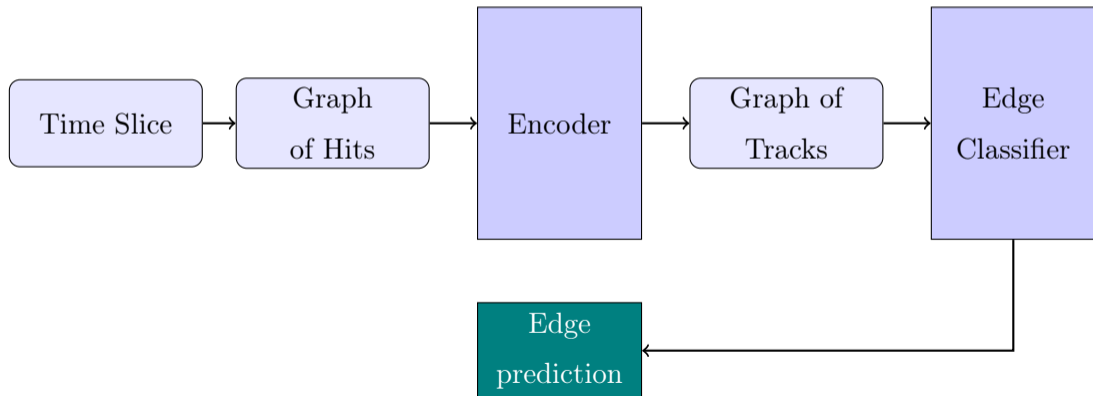 Time Slice
Graph
of Hits
Encoder
Graph of
Tracks
Edge
Classifier
Edge
prediction